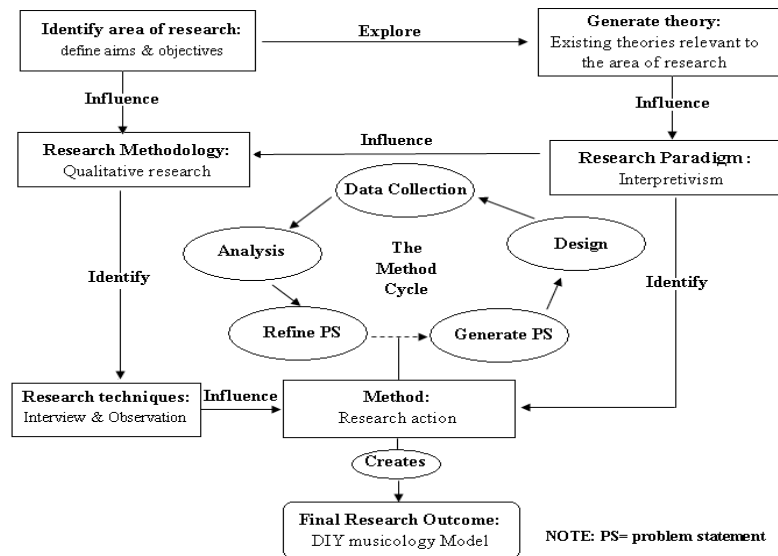 Identify area of research:
define aims & objectives
Explore
Generate theory:
Existing theories relevant to
the area of research
Influence
Influence
Research Methodology:
Qualitative research
Influence
Research Paradigm :
Interpretivism
Data Collection
Analysis
The
Method
Cycle
Design
Identify
Identify
Refine PS
Generate PS
Research techniques:
Interview & Observation
Influence
Method:
Research action
Creates
Final Research Outcome:
DIY musicology Model
NOTE: PS= problem statement